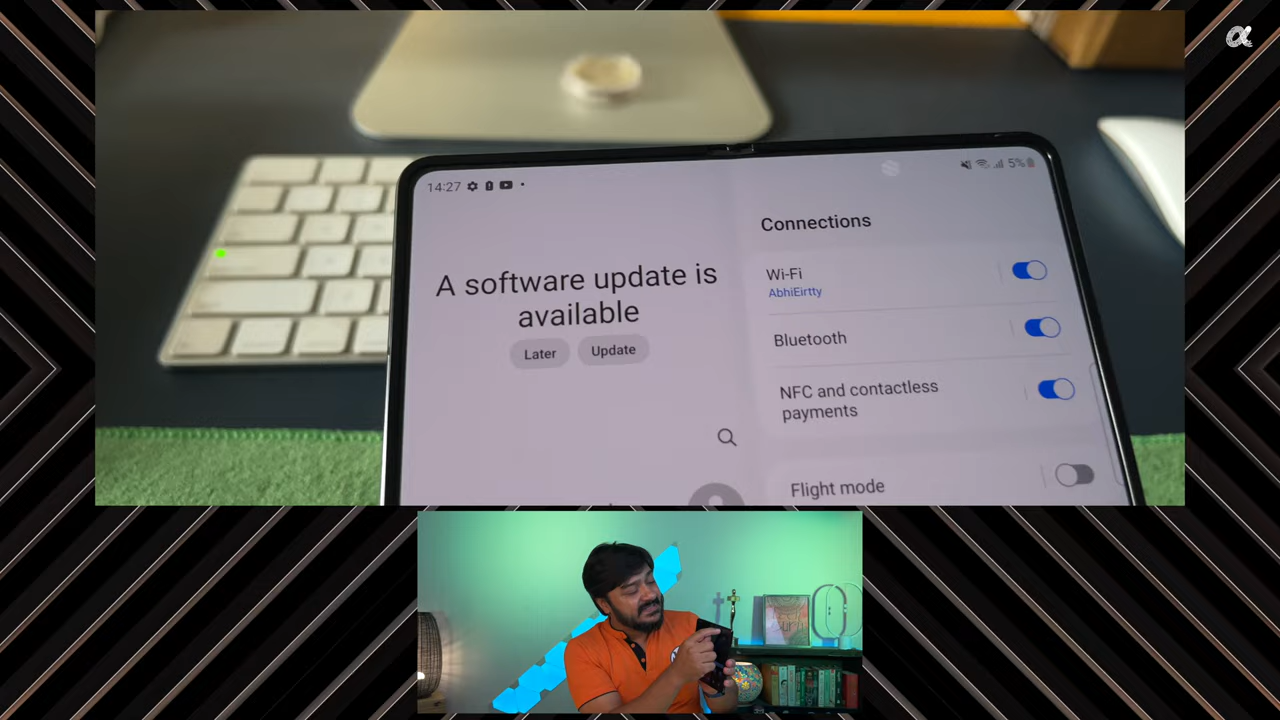 α
14:27
5%
A software update is
available
Later
Update
Connections
Wi-Fi
AbhiEirtty
Bluetooth
NFC and contactless
payments
Flight mode